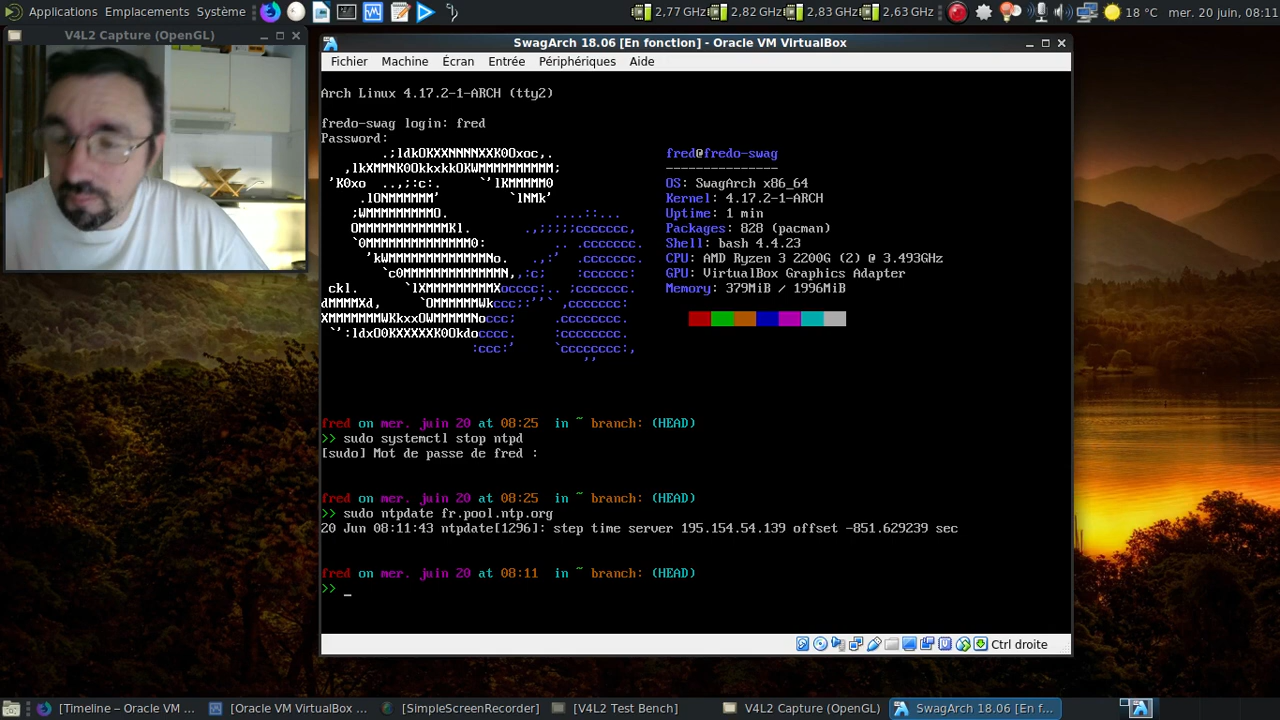 Applications Emplacements Système 2,77 GHz 2,82 GHz 2,83 GHz 2,63 GHz 18 °C mer. 20 juin, 08:11
V4L2 Capture (OpenGL)
SwagArch 18.06 [En fonction] - Oracle VM VirtualBox
Fichier Machine Écran Entrée Périphériques Aide
Arch Linux 4.17.2-1-ARCH (tty2)
fredo-swag login: fred
Password:
fred@fredo-swag
---------------
OS: SwagArch x86_64
Kernel: 4.17.2-1-ARCH
Uptime: 1 min
Packages: 828 (pacman)
Shell: bash 4.4.23
CPU: AMD Ryzen 3 2200G (2) @ 3.493GHz
GPU: VirtualBox Graphics Adapter
Memory: 379MiB / 1996MiB
fred on mer. juin 20 at 08:25 in ~ branch: (HEAD)
>> sudo systemctl stop ntpd
[sudo] Mot de passe de fred :
fred on mer. juin 20 at 08:25 in ~ branch: (HEAD)
>> sudo ntpdate fr.pool.ntp.org
20 Jun 08:11:43 ntpdate[1296]: step time server 195.154.54.139 offset -851.629239 sec
fred on mer. juin 20 at 08:11 in ~ branch: (HEAD)
>> _
Ctrl droite
[Timeline – Oracle VM ... [Oracle VM VirtualBox ... [SimpleScreenRecorder] [V4L2 Test Bench] V4L2 Capture (OpenGL) SwagArch 18.06 [En f...